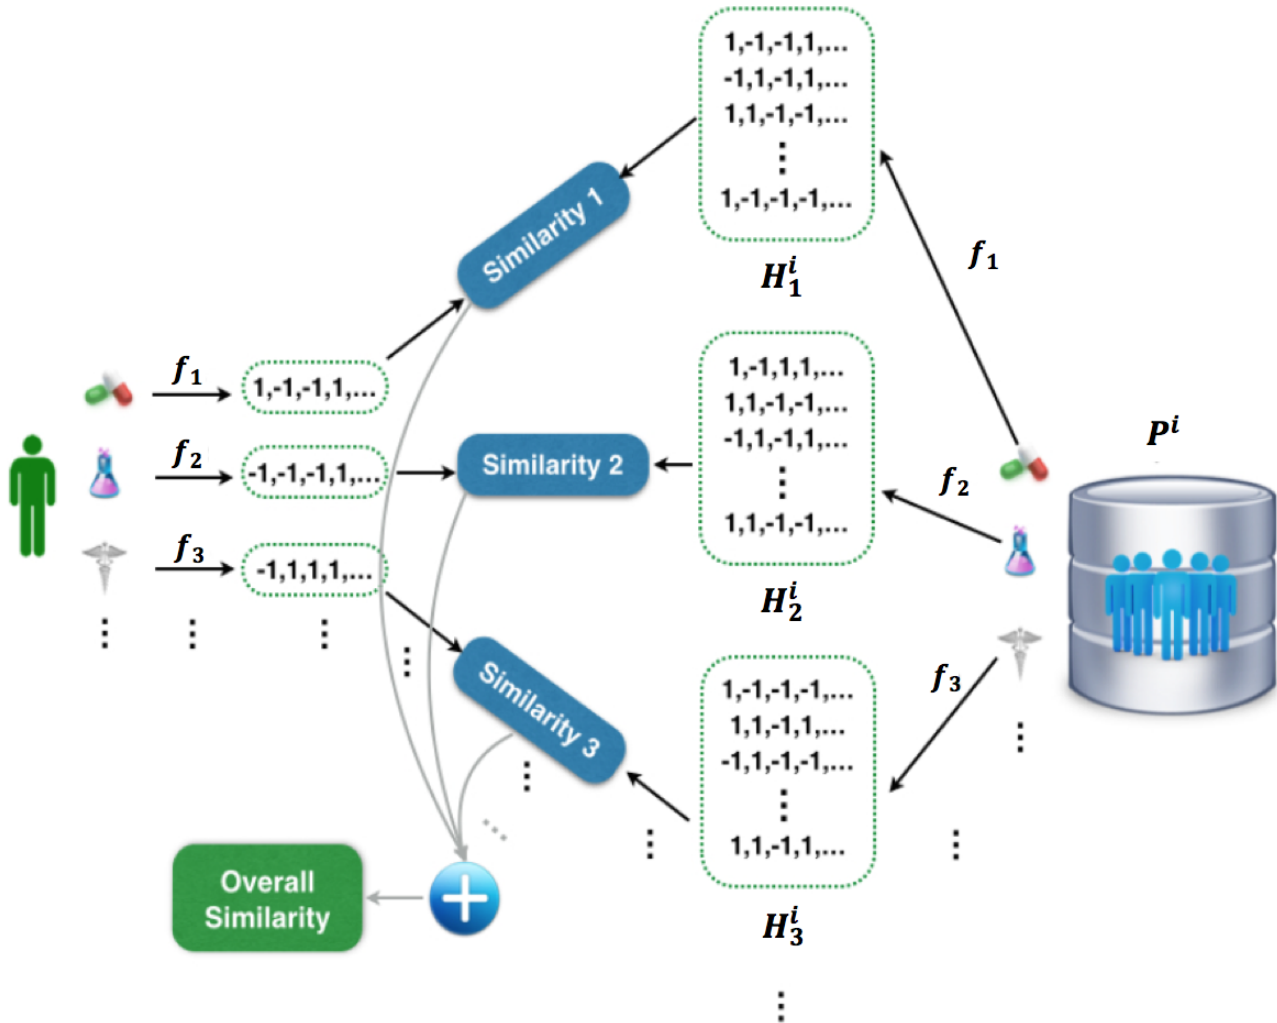 1,-1,-1,1,...
-1,1,-1,1,...
1,1,-1,-1,...
⋮
1,-1,-1,-1,...
H₁ⁱ
f₁
Similarity 1
f₁
1,-1,-1,1,...
f₂
-1,-1,-1,1,...
f₃
-1,1,1,1,...
⋮ ⋮ ⋮ ⋮
Similarity 2
1,-1,1,1,...
1,1,-1,-1,...
-1,1,-1,1,...
⋮
1,1,-1,-1,...
H₂ⁱ
f₂
Pⁱ
Similarity 3
⋮
1,-1,-1,-1,...
1,1,-1,1,...
-1,1,-1,-1,...
⋮
1,1,-1,1,...
H₃ⁱ
f₃
⋮
⋮
⋮
...
+
Overall
Similarity
⋮